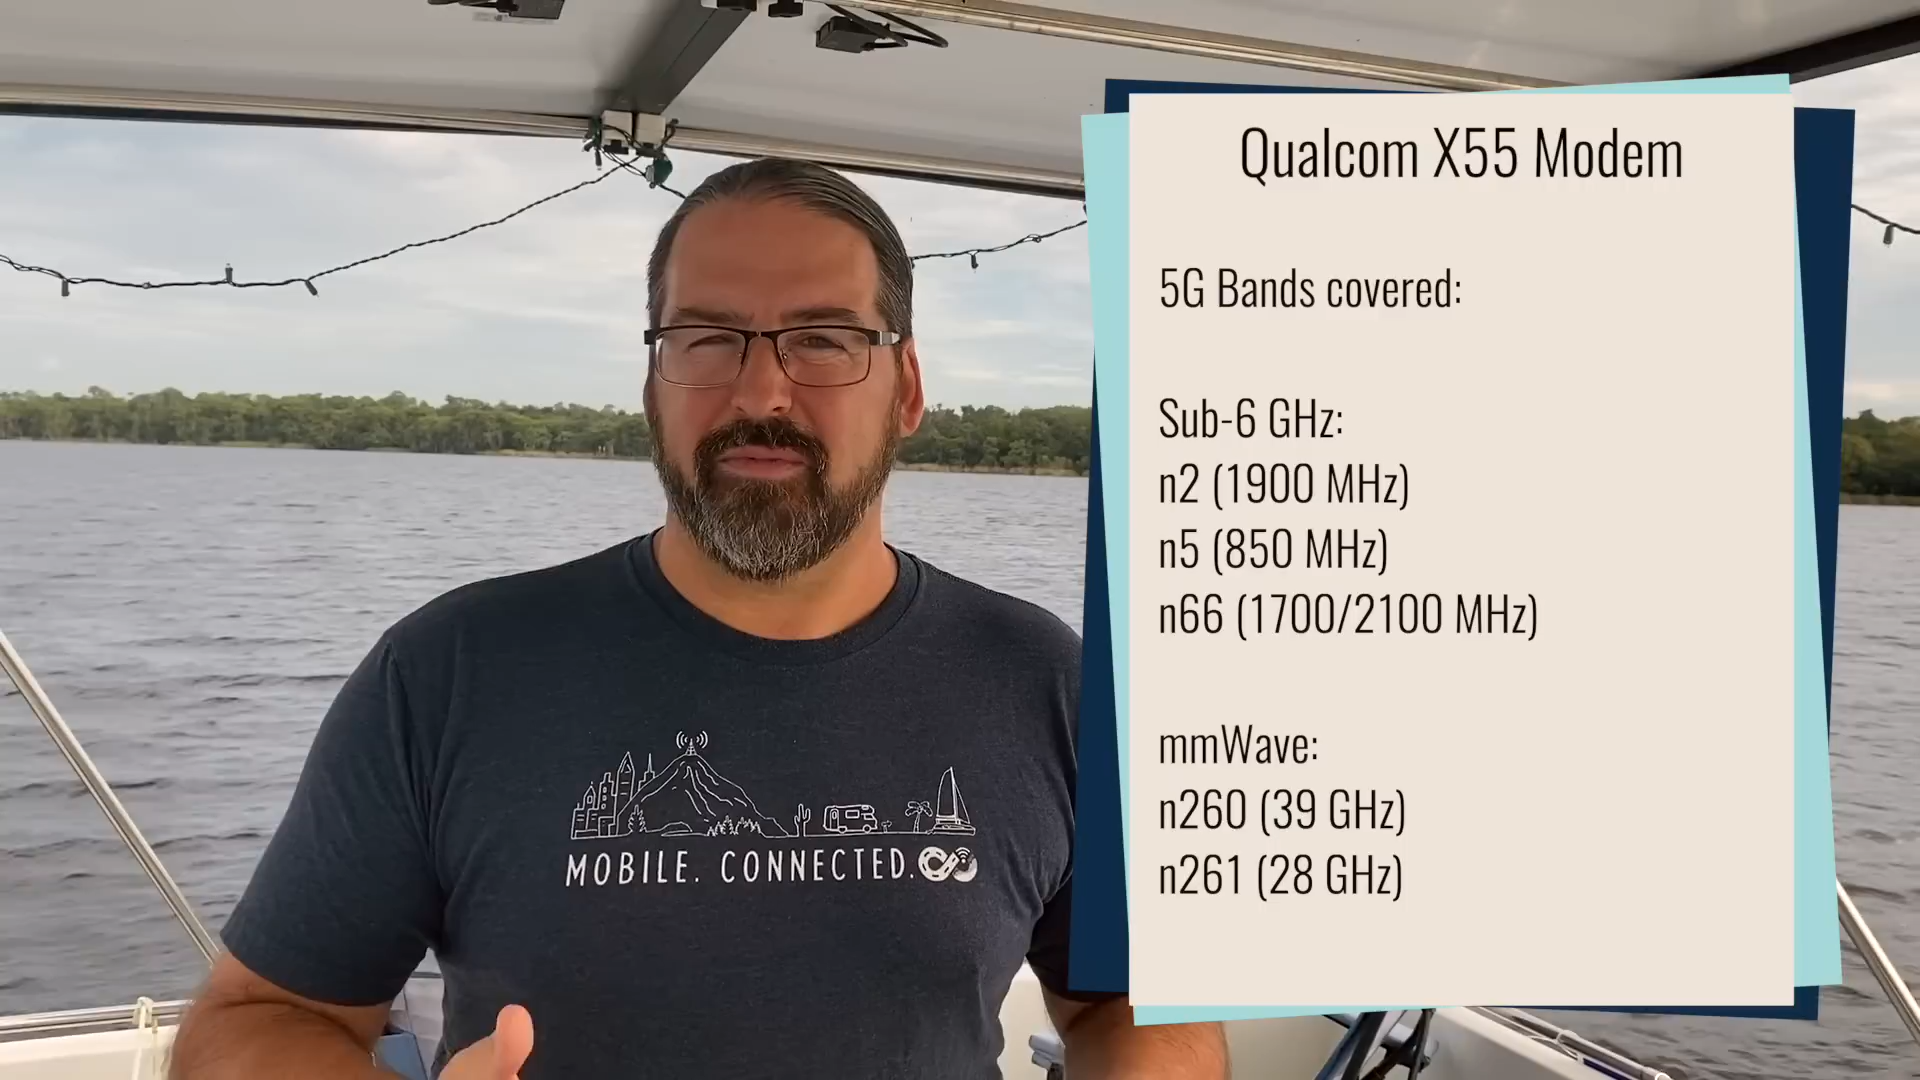 Qualcom X55 Modem
5G Bands covered:
Sub-6 GHz:
n2 (1900 MHz)
n5 (850 MHz)
n66 (1700/2100 MHz)
mmWave:
n260 (39 GHz)
n261 (28 GHz)
MOBILE. CONNECTED.